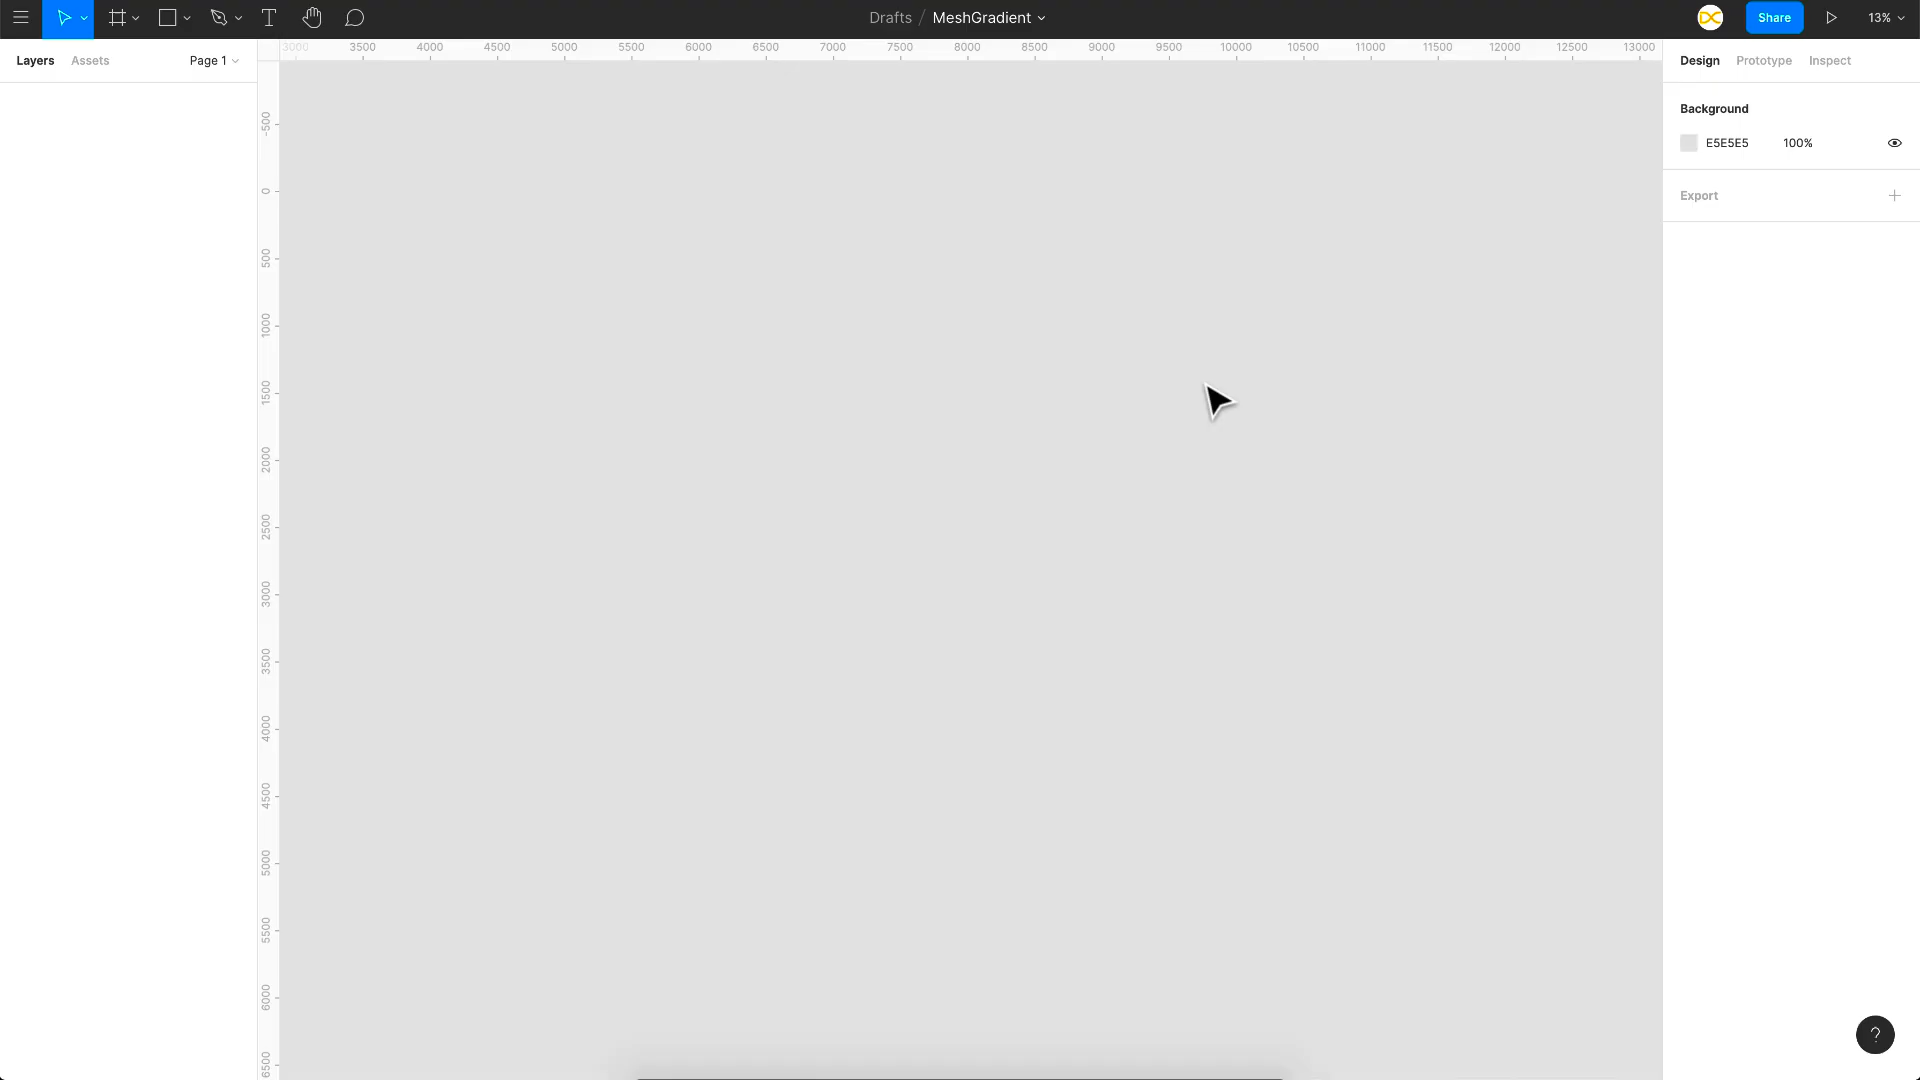 Drafts / MeshGradient
Share
13%
Layers Assets Page 1
3000 3500 4000 4500 5000 5500 6000 6500 7000 7500 8000 8500 9000 9500 10000 10500 11000 11500 12000 12500 13000
Design Prototype Inspect
Background
E5E5E5 100%
Export
-500
0
500
1000
1500
2000
2500
3000
3500
4000
4500
5000
5500
6000
6500
?